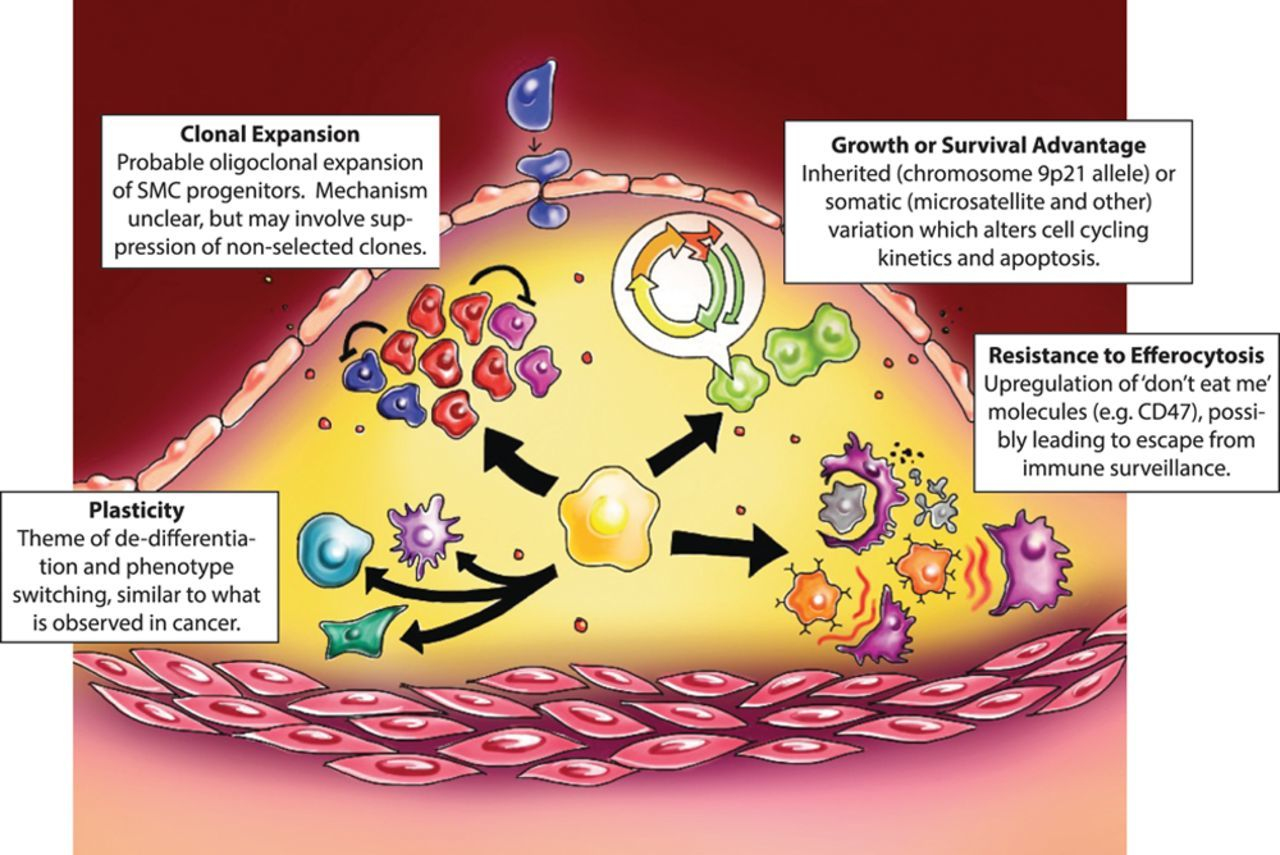 Clonal Expansion
Probable oligoclonal expansion
of SMC progenitors. Mechanism
unclear, but may involve sup-
pression of non-selected clones.
Growth or Survival Advantage
Inherited (chromosome 9p21 allele) or
somatic (microsatellite and other)
variation which alters cell cycling
kinetics and apoptosis.
Resistance to Efferocytosis
Upregulation of ‘don’t eat me’
molecules (e.g. CD47), possi-
bly leading to escape from
immune surveillance.
Plasticity
Theme of de-differentia-
tion and phenotype
switching, similar to what
is observed in cancer.